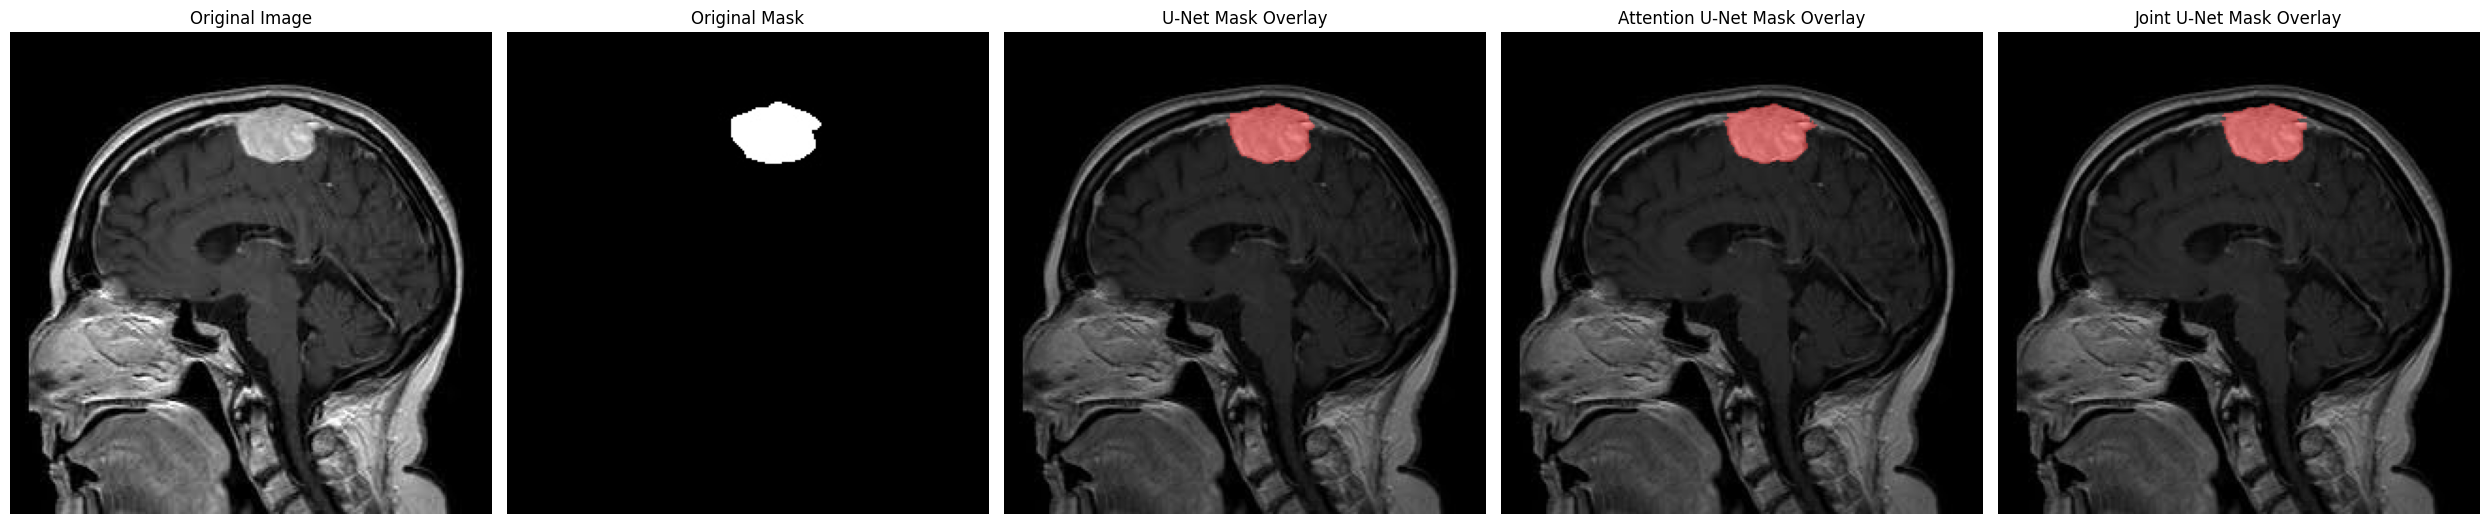 Original Image
Original Mask
U-Net Mask Overlay
Attention U-Net Mask Overlay
Joint U-Net Mask Overlay